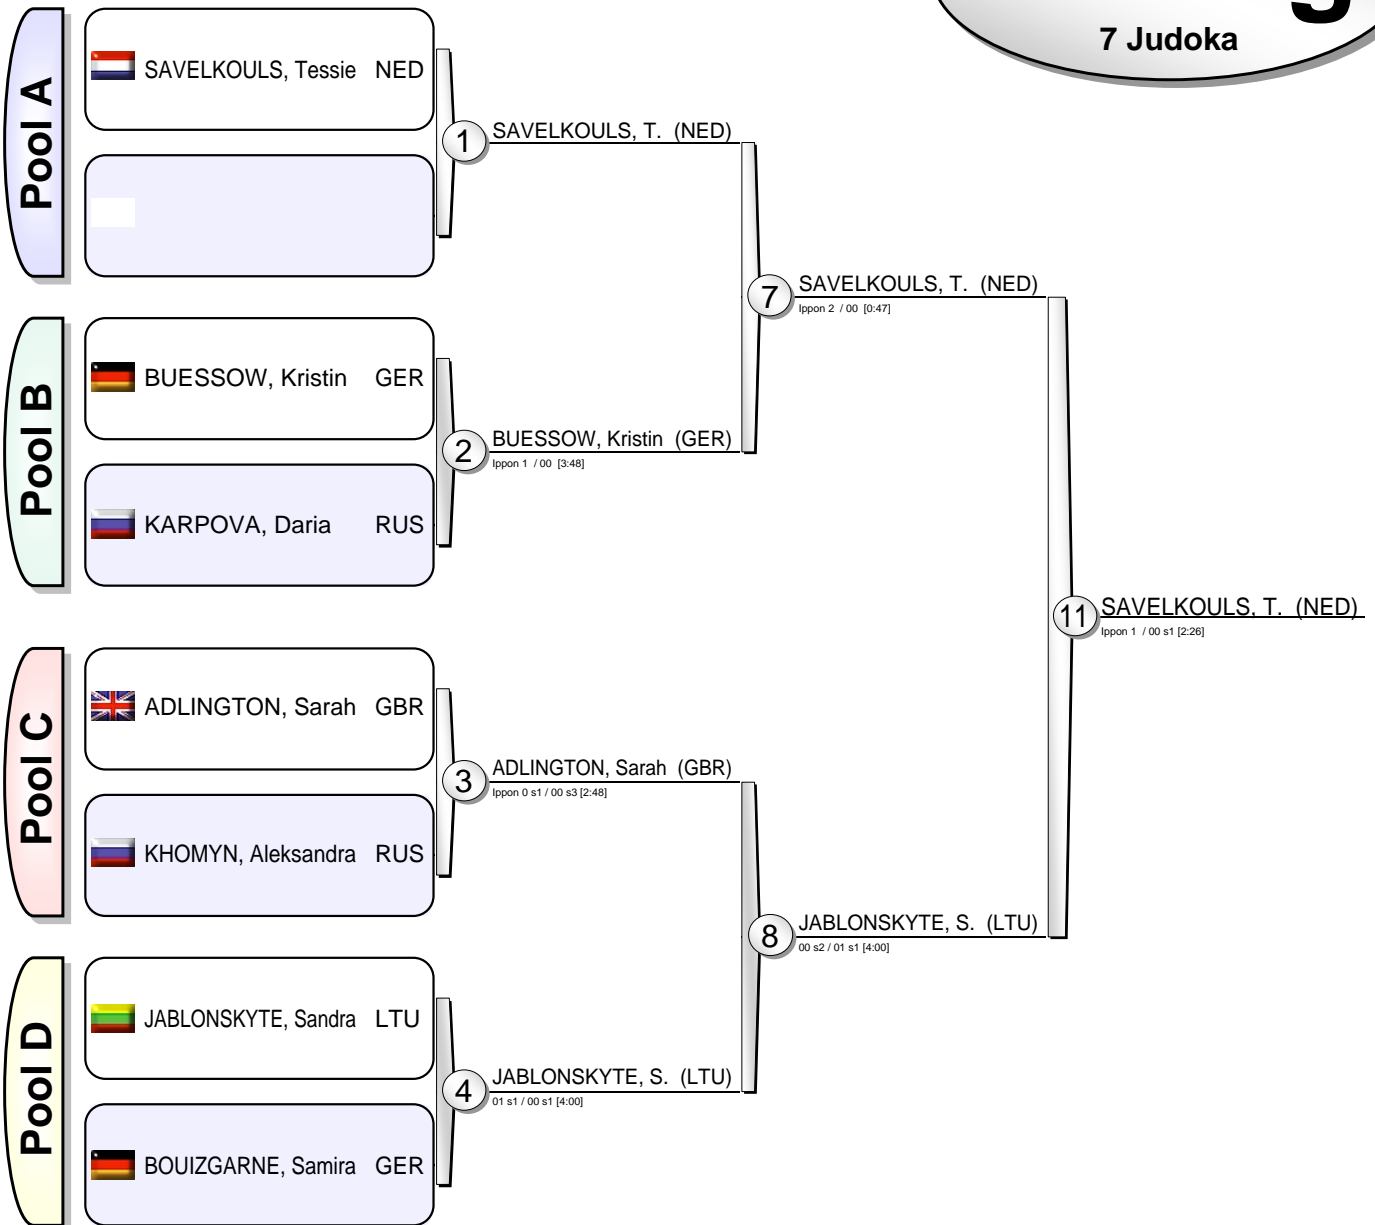 7 Judoka
Pool A
SAVELKOULS, Tessie NED
1
SAVELKOULS, T. (NED)
7
SAVELKOULS, T. (NED)
Ippon 2 / 00 [0:47]
Pool B
BUESSOW, Kristin GER
2
BUESSOW, Kristin (GER)
Ippon 1 / 00 [3:48]
KARPOVA, Daria RUS
11
SAVELKOULS, T. (NED)
Ippon 1 / 00 s1 [2:26]
Pool C
ADLINGTON, Sarah GBR
3
ADLINGTON, Sarah (GBR)
Ippon 0 s1 / 00 s3 [2:48]
KHOMYN, Aleksandra RUS
8
JABLONSKYTE, S. (LTU)
00 s2 / 01 s1 [4:00]
Pool D
JABLONSKYTE, Sandra LTU
4
JABLONSKYTE, S. (LTU)
01 s1 / 00 s1 [4:00]
BOUIZGARNE, Samira GER